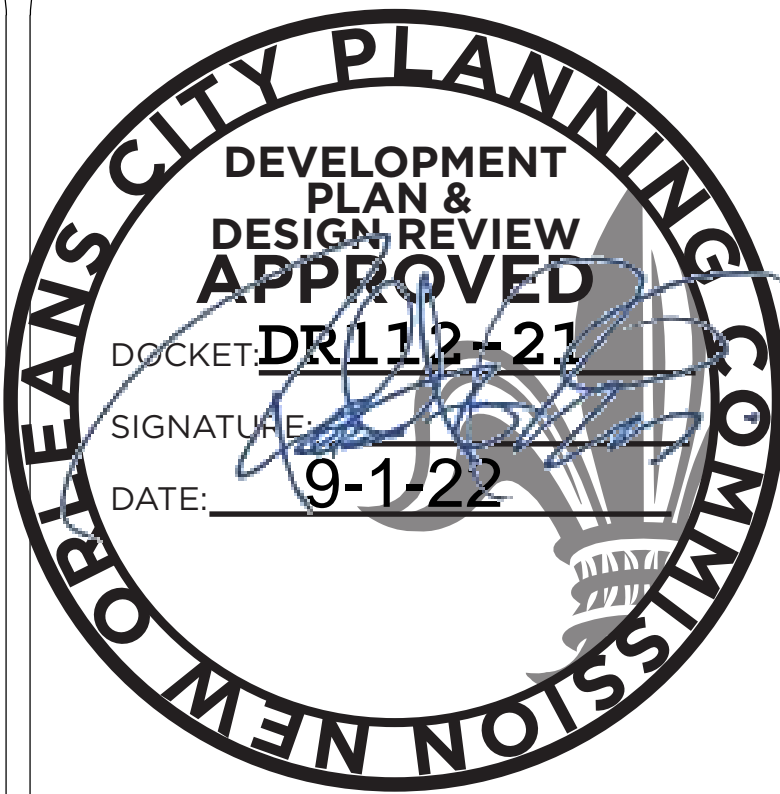 NEW ORLEANS CITY PLANNING COMMISSION
DEVELOPMENT
PLAN &
DESIGN REVIEW
APPROVED
DOCKET: DR112-21
SIGNATURE:
DATE: 9-1-22